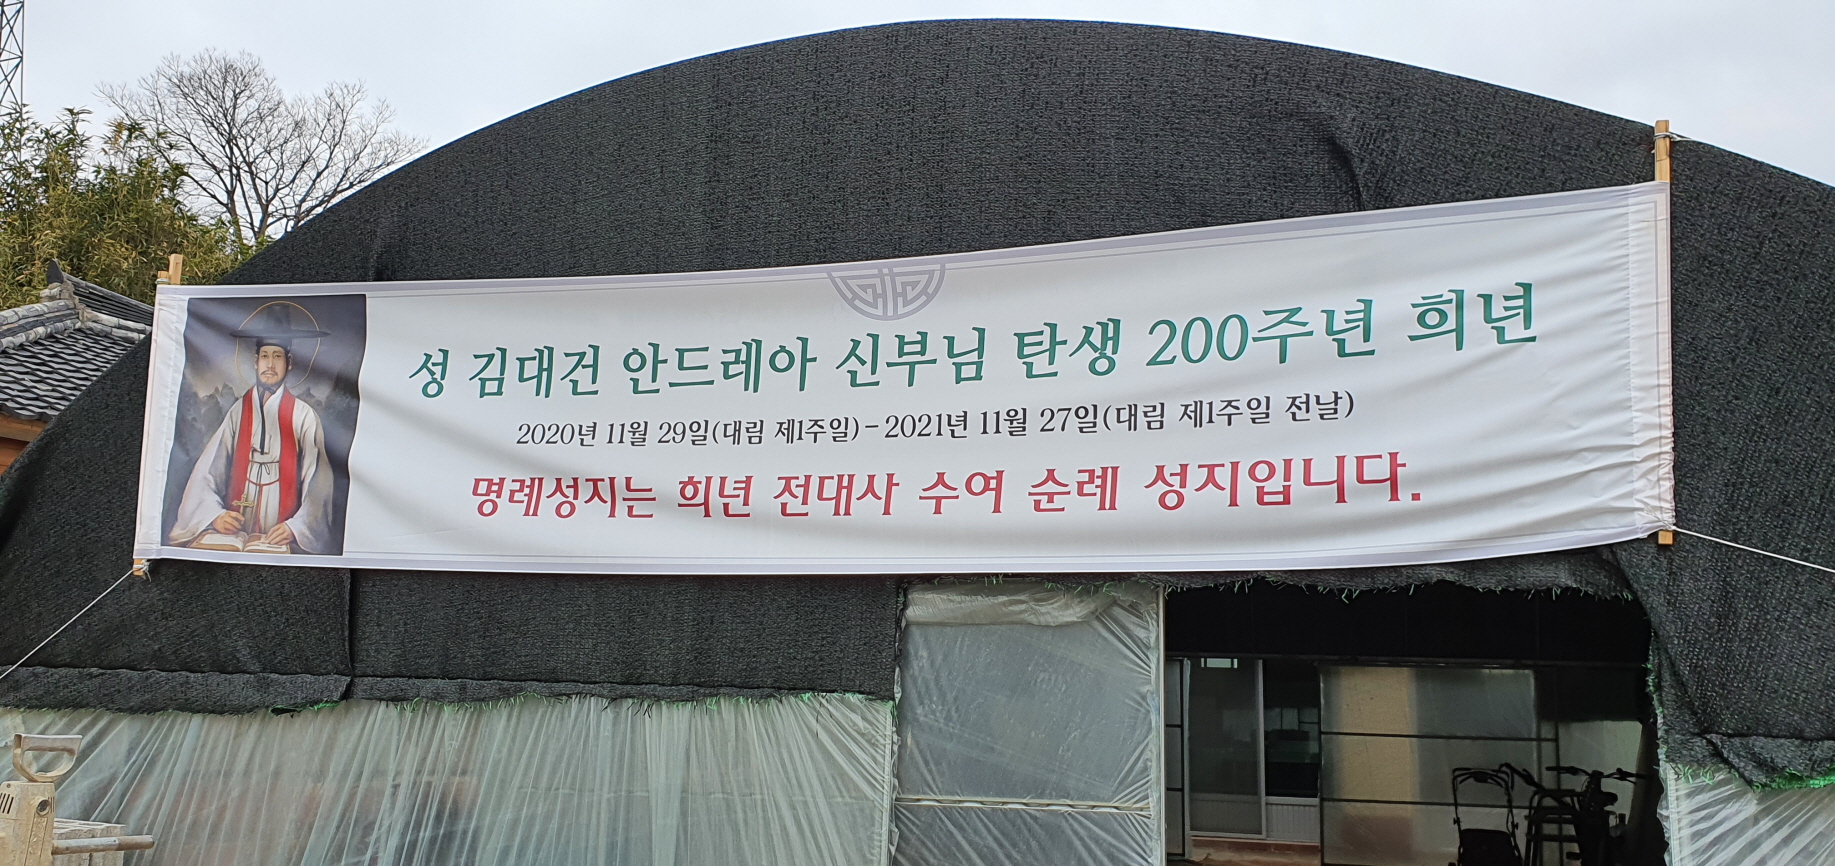 성 김대건 안드레아 신부님 탄생 200주년 희년
2020년 11월 29일(대림 제1주일)-2021년 11월 27일(대림 제1주일 전날)
명례성지는 희년 전대사 수여 순례 성지입니다.